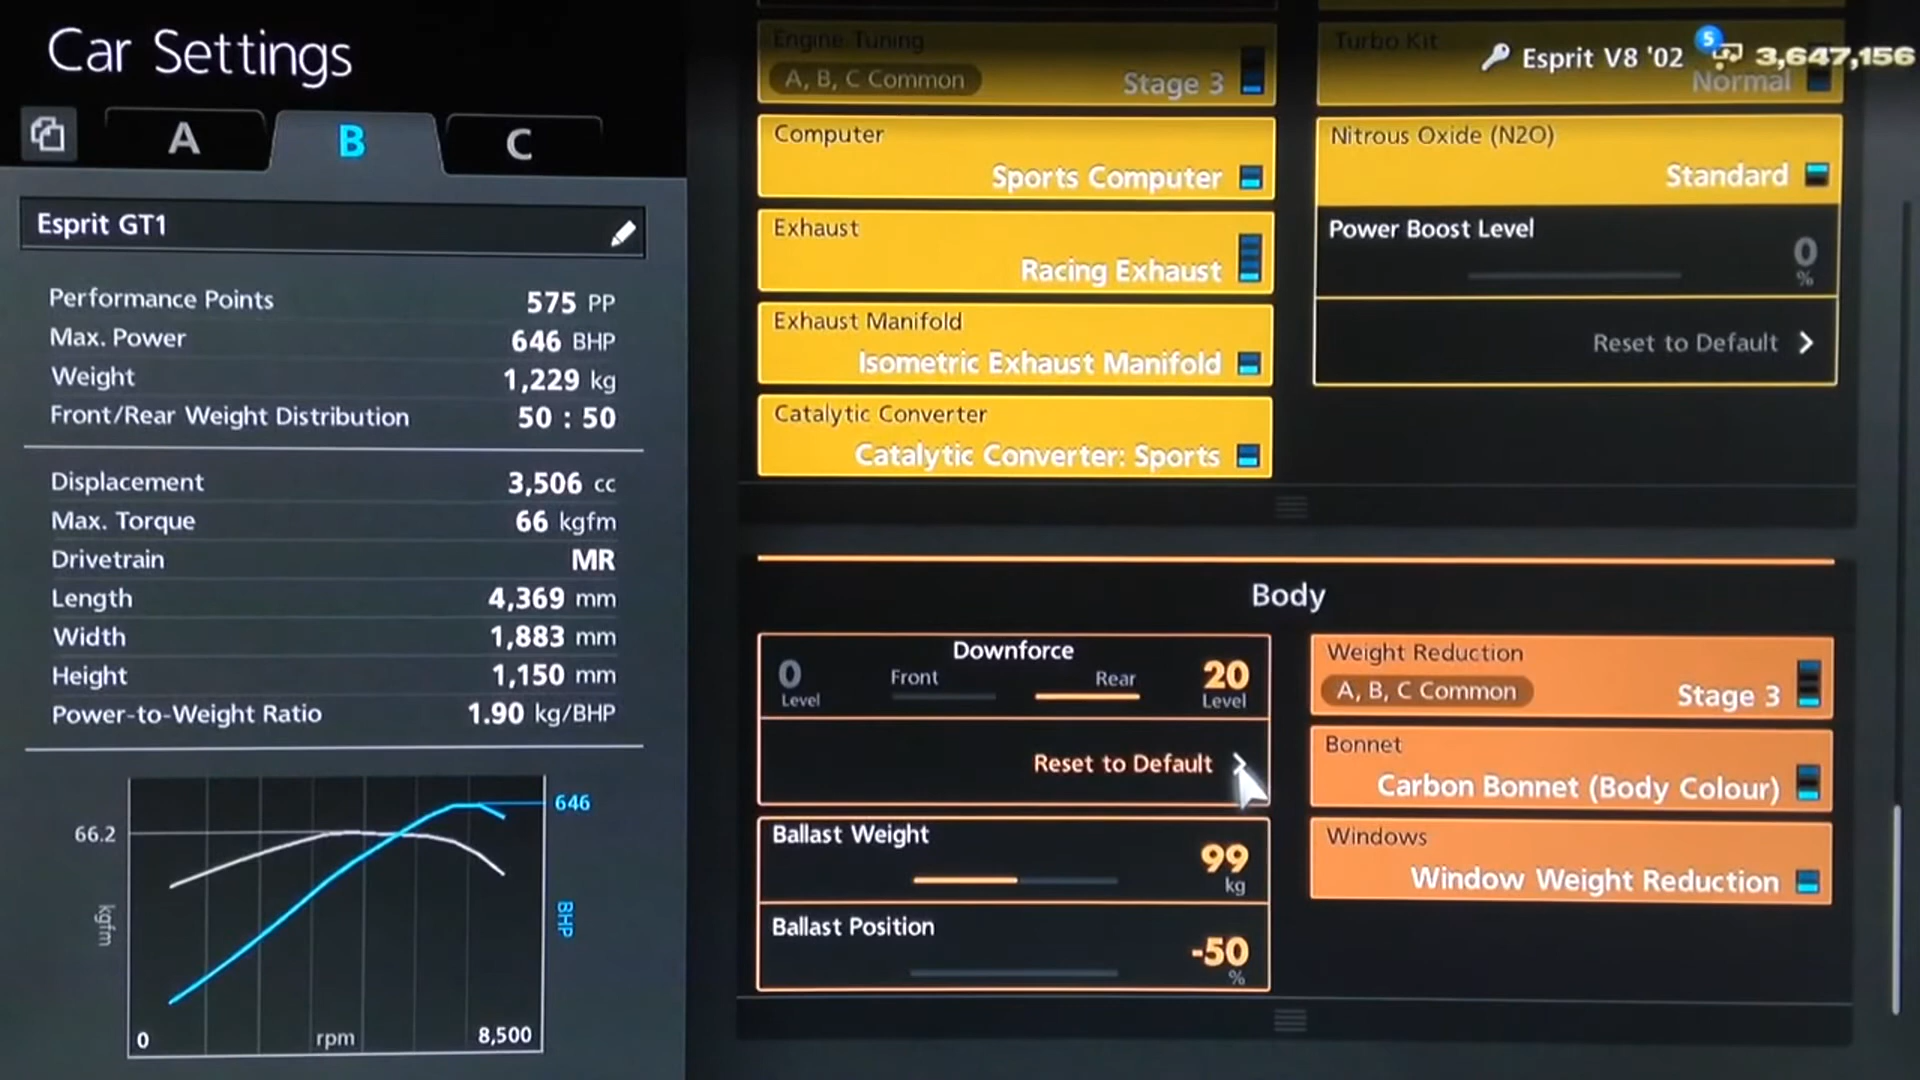 Car Settings
A
B
C
Esprit GT1
Performance Points 575 PP
Max. Power 646 BHP
Weight 1,229 kg
Front/Rear Weight Distribution 50 : 50
Displacement 3,506 cc
Max. Torque 66 kgfm
Drivetrain MR
Length 4,369 mm
Width 1,883 mm
Height 1,150 mm
Power-to-Weight Ratio 1.90 kg/BHP
66.2
646
kgfm
BHP
0 rpm 8,500
Engine Tuning
A, B, C Common Stage 3
Computer
Sports Computer
Exhaust
Racing Exhaust
Exhaust Manifold
Isometric Exhaust Manifold
Catalytic Converter
Catalytic Converter: Sports
Turbo Kit
Normal
Esprit V8 '02 5 3,647,156
Nitrous Oxide (N2O)
Standard
Power Boost Level
0
%
Reset to Default
Body
Downforce
0 Front Rear 20
Level Level
Reset to Default
Ballast Weight
99
kg
Ballast Position
-50
%
Weight Reduction
A, B, C Common Stage 3
Bonnet
Carbon Bonnet (Body Colour)
Windows
Window Weight Reduction